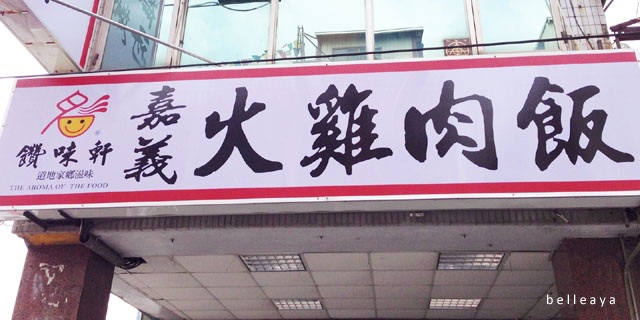 讚味軒
道地家鄉滋味
THE AROMA OF THE FOOD
嘉義
火雞肉飯
belleaya